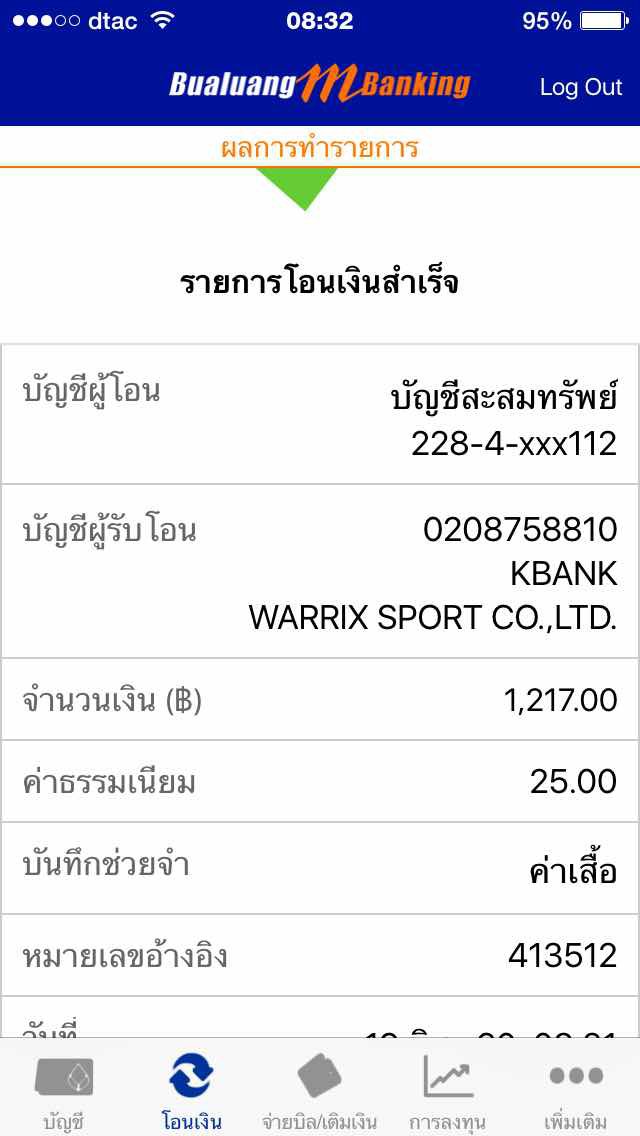 dtac 08:32 95%
Bualuang mBanking Log Out
ผลการทำรายการ
รายการโอนเงินสำเร็จ
บัญชีผู้โอน บัญชีสะสมทรัพย์
228-4-xxx112
บัญชีผู้รับโอน 0208758810
KBANK
WARRIX SPORT CO.,LTD.
จำนวนเงิน (฿) 1,217.00
ค่าธรรมเนียม 25.00
บันทึกช่วยจำ ค่าเสื้อ
หมายเลขอ้างอิง 413512
วันที่
บัญชี โอนเงิน จ่ายบิล/เติมเงิน การลงทุน เพิ่มเติม